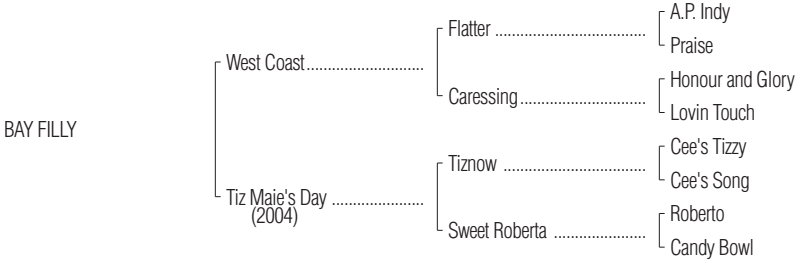 A.P. Indy
Flatter ..................................
Praise
West Coast..........................
Honour and Glory
Caressing.............................
Lovin Touch
BAY FILLY
Cee's Tizzy
Tiznow ................................
Cee's Song
Tiz Maie's Day .....................
(2004)
Roberto
Sweet Roberta .....................
Candy Bowl